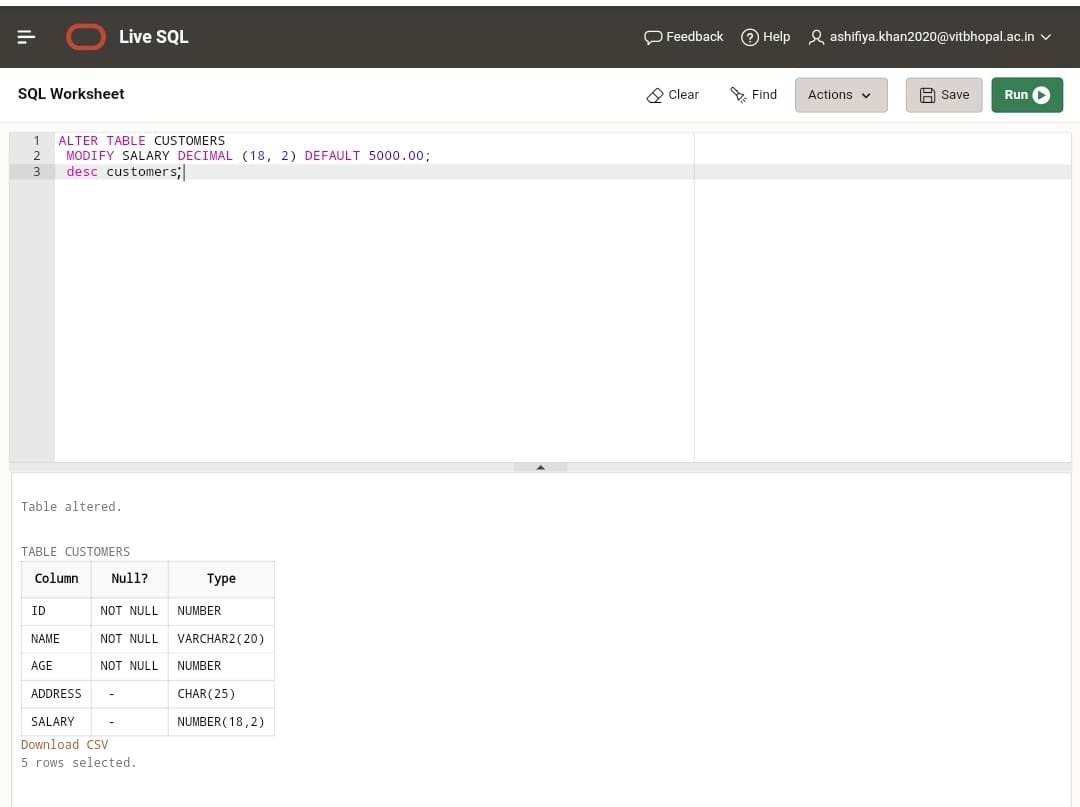 Live SQL
Feedback Help ashifiya.khan2020@vitbhopal.ac.in
SQL Worksheet
Clear Find Actions Save Run
1 ALTER TABLE CUSTOMERS
2 MODIFY SALARY DECIMAL (18, 2) DEFAULT 5000.00;
3 desc customers;
Table altered.
TABLE CUSTOMERS
Column Null? Type
ID NOT NULL NUMBER
NAME NOT NULL VARCHAR2(20)
AGE NOT NULL NUMBER
ADDRESS - CHAR(25)
SALARY - NUMBER(18,2)
Download CSV
5 rows selected.